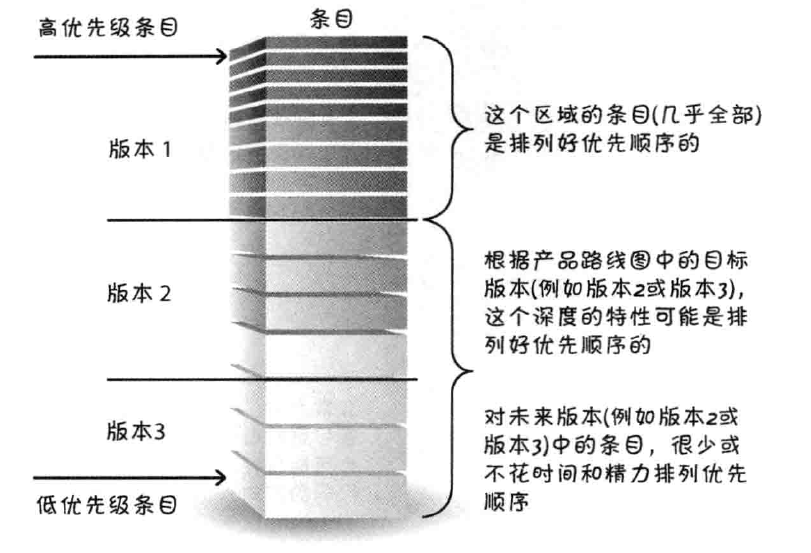 高优先级条目
条目
版本1
这个区域的条目(几乎全部)
是排列好优先顺序的
版本2
根据产品路线图中的目标
版本(例如版本2或版本3),
这个深度的特性可能是排
列好优先顺序的
版本3
对未来版本(例如版本2或
版本3)中的条目，很少或
不花时间和精力排列优先
顺序
低优先级条目